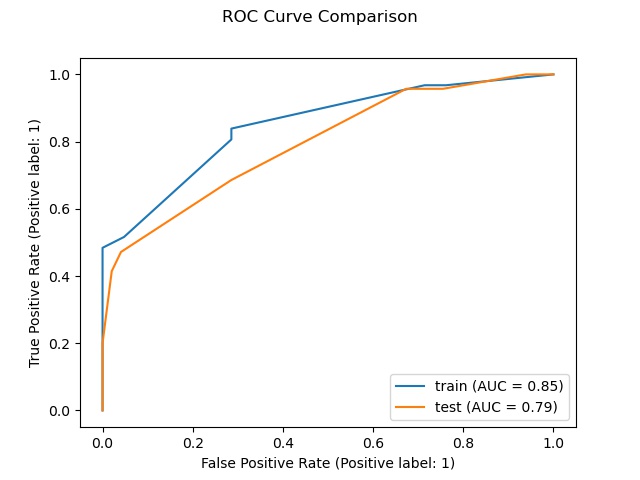 ROC Curve Comparison
True Positive Rate (Positive label: 1)
1.0
0.8
0.6
0.4
0.2
0.0
train (AUC = 0.85)
test (AUC = 0.79)
0.0 0.2 0.4 0.6 0.8 1.0
False Positive Rate (Positive label: 1)